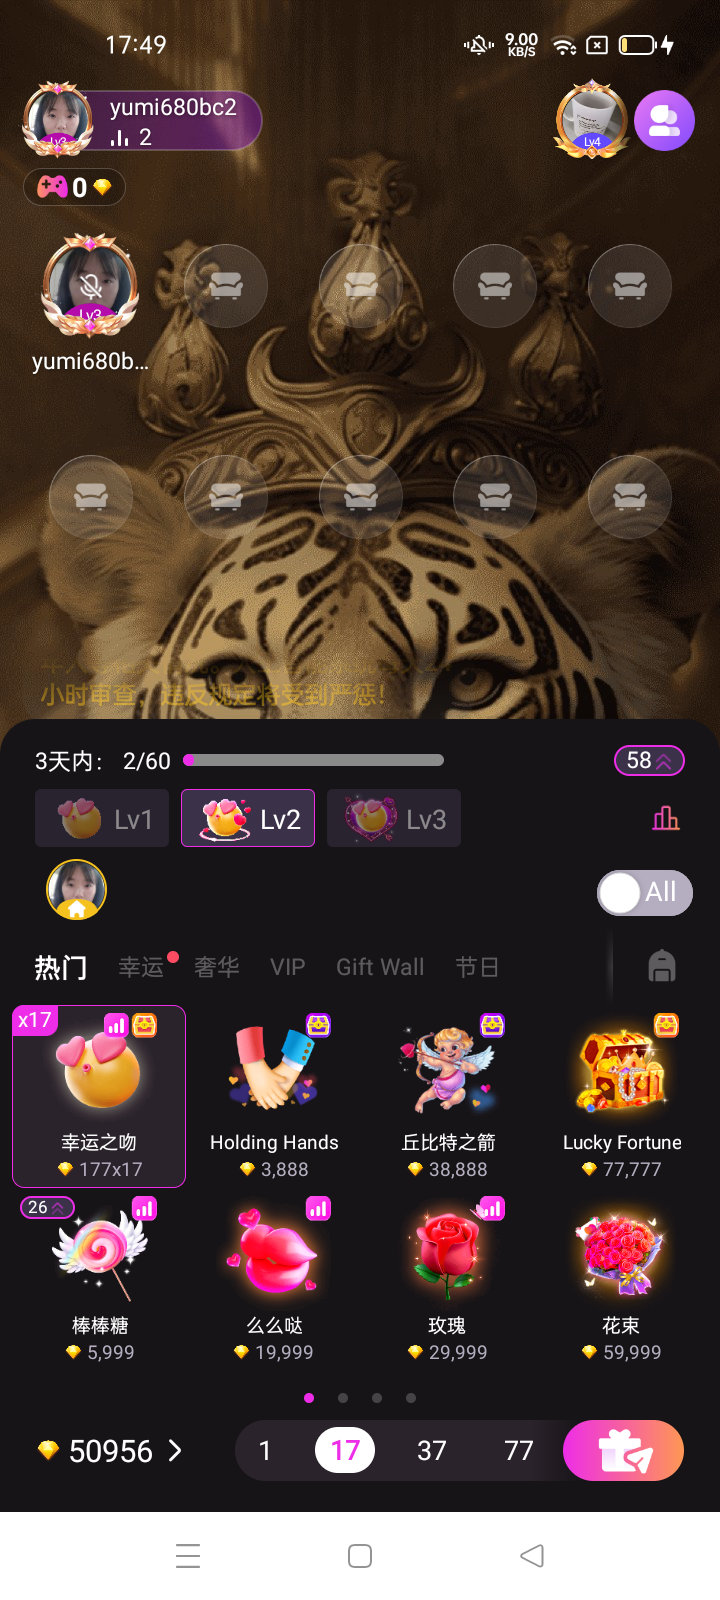 17:49
9.00
KB/S
yumi680bc2
2
Lv3
Lv4
0
Lv3
yumi680b...
小时审查，违反规定将受到严惩!
3天内: 2/60
58
Lv1
Lv2
Lv3
All
热门
幸运
奢华
VIP
Gift Wall
节日
x17
幸运之吻
177x17
Holding Hands
3,888
丘比特之箭
38,888
Lucky Fortune
77,777
26
棒棒糖
5,999
么么哒
19,999
玫瑰
29,999
花束
59,999
50956
1
17
37
77